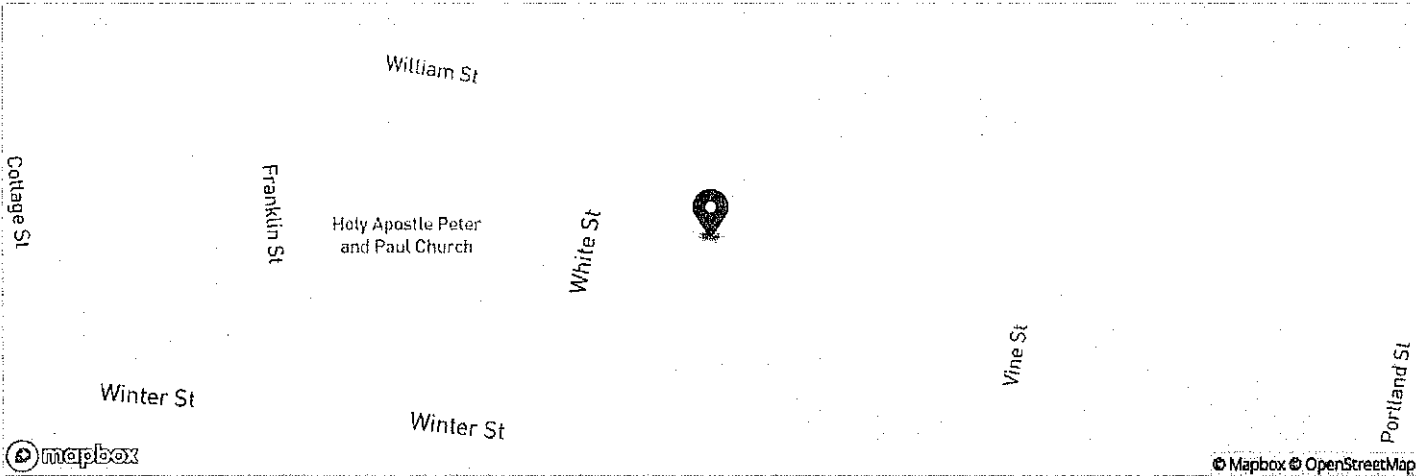 William St
Cottage St
Franklin St
Holy Apostle Peter
and Paul Church
White St
Vine St
Portland St
Winter St
Winter St
mapbox
© Mapbox © OpenStreetMap